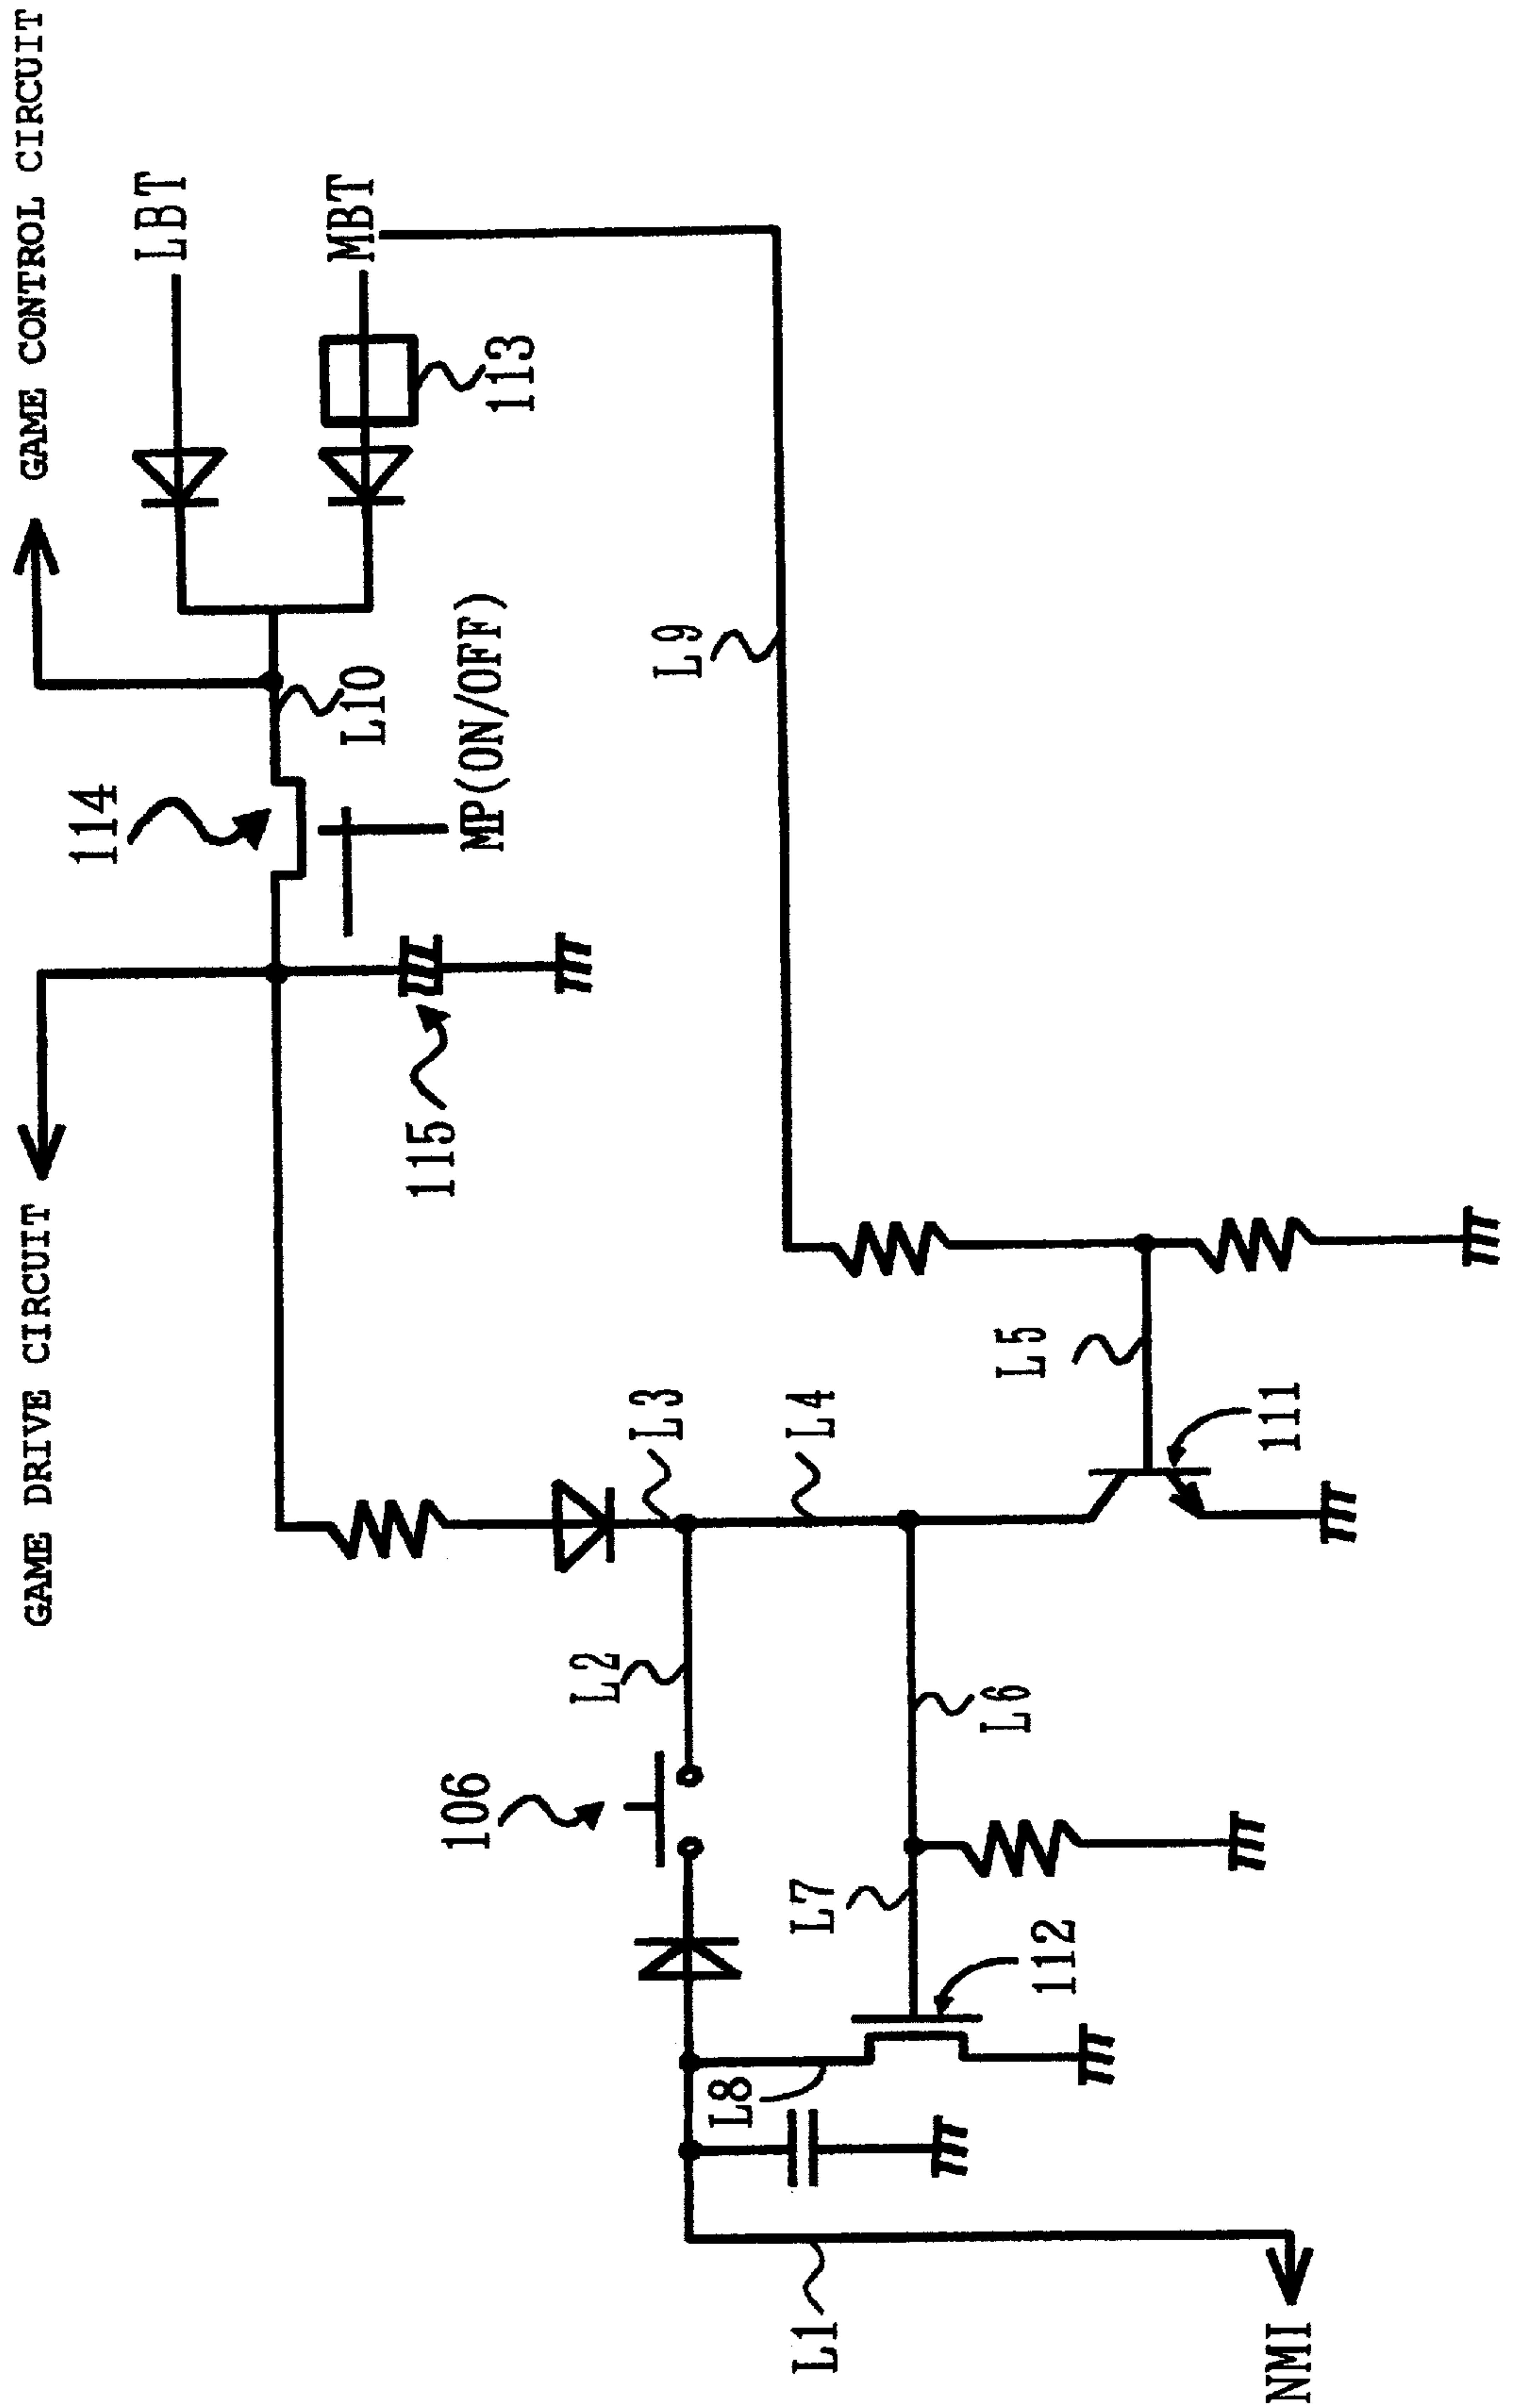 GAME DRIVE CIRCUIT
GAME CONTROL CIRCUIT
114
LBT
MBT
L10
113
115
MP(ON/OFF)
106
L2
L3
L9
L8
L7
L4
L1
L6
L5
112
111
NMI